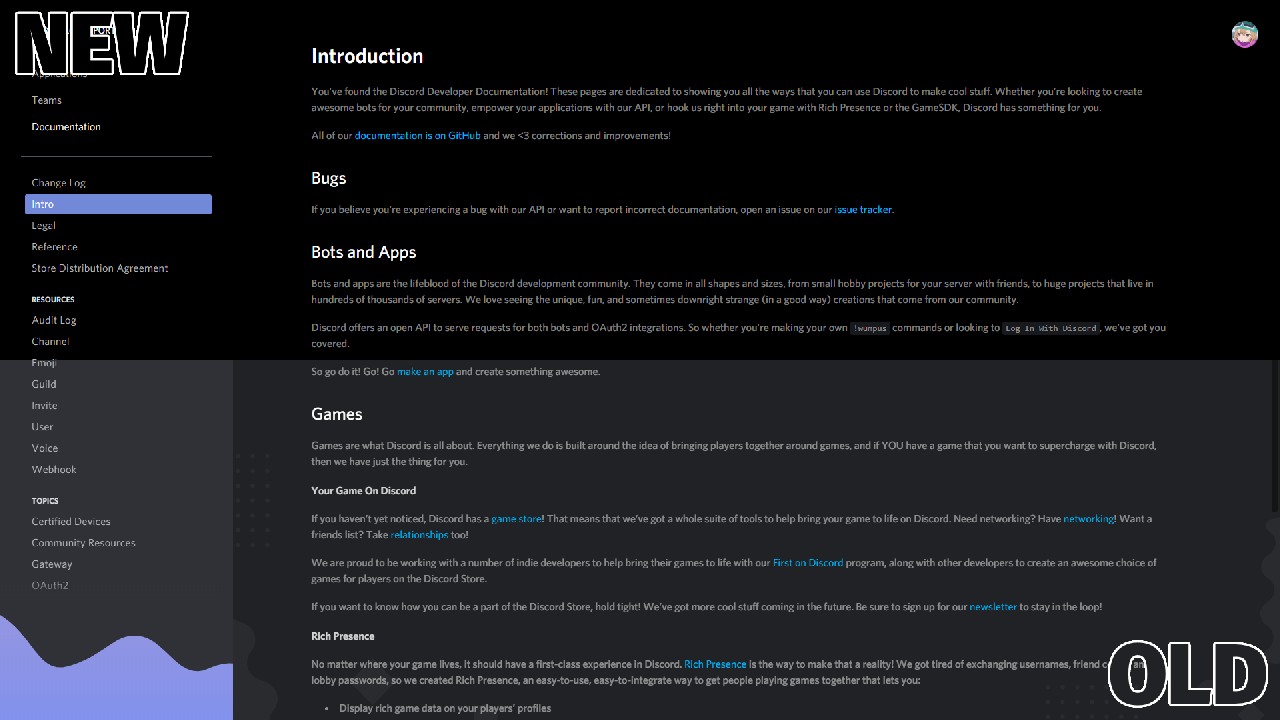 NEW
PORT
Applications
Teams
Documentation
Change Log
Intro
Legal
Reference
Store Distribution Agreement
RESOURCES
Audit Log
Channel
Emoji
Guild
Invite
User
Voice
Webhook
TOPICS
Certified Devices
Community Resources
Gateway
OAuth2
Introduction
You've found the Discord Developer Documentation! These pages are dedicated to showing you all the ways that you can use Discord to make cool stuff. Whether you're looking to create
awesome bots for your community, empower your applications with our API, or hook us right into your game with Rich Presence or the GameSDK, Discord has something for you.
All of our documentation is on GitHub and we <3 corrections and improvements!
Bugs
If you believe you're experiencing a bug with our API or want to report incorrect documentation, open an issue on our issue tracker.
Bots and Apps
Bots and apps are the lifeblood of the Discord development community. They come in all shapes and sizes, from small hobby projects for your server with friends, to huge projects that live in
hundreds of thousands of servers. We love seeing the unique, fun, and sometimes downright strange (in a good way) creations that come from our community.
Discord offers an open API to serve requests for both bots and OAuth2 integrations. So whether you're making your own !wumpus commands or looking to Log In With Discord, we've got you
covered.
So go do it! Go! Go make an app and create something awesome.
Games
Games are what Discord is all about. Everything we do is built around the idea of bringing players together around games, and if YOU have a game that you want to supercharge with Discord,
then we have just the thing for you.
Your Game On Discord
If you haven't yet noticed, Discord has a game store! That means that we've got a whole suite of tools to help bring your game to life on Discord. Need networking? Have networking! Want a
friends list? Take relationships too!
We are proud to be working with a number of indie developers to help bring their games to life with our First on Discord program, along with other developers to create an awesome choice of
games for players on the Discord Store.
If you want to know how you can be a part of the Discord Store, hold tight! We've got more cool stuff coming in the future. Be sure to sign up for our newsletter to stay in the loop!
Rich Presence
No matter where your game lives, it should have a first-class experience in Discord. Rich Presence is the way to make that a reality! We got tired of exchanging usernames, friend
lobby passwords, so we created Rich Presence, an easy-to-use, easy-to-integrate way to get people playing games together that lets you:
• Display rich game data on your players' profiles
OLD